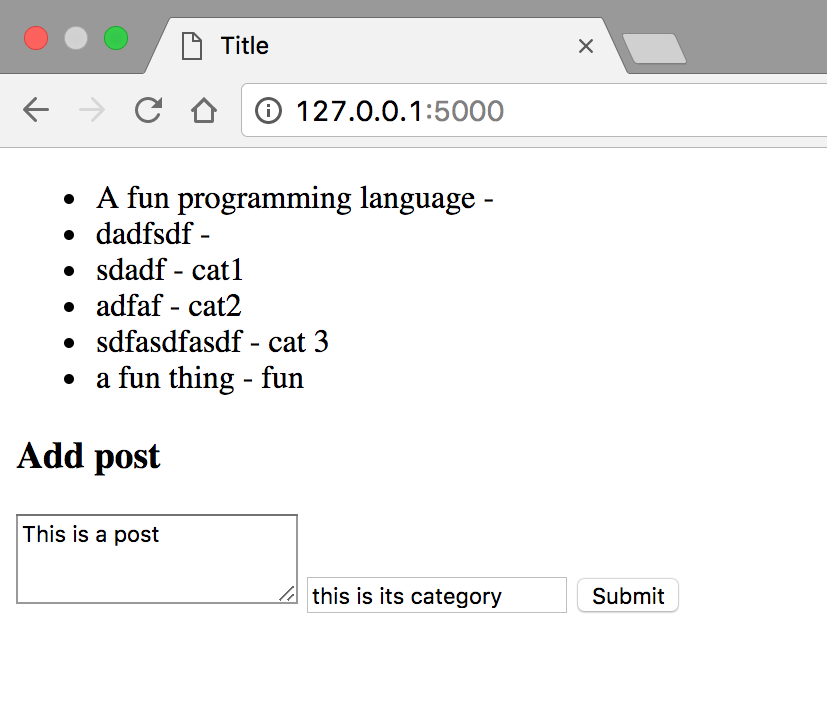 Title
127.0.0.1:5000
A fun programming language -
dadfsdf -
sdadf - cat1
adfaf - cat2
sdfasdfasdf - cat 3
a fun thing - fun
Add post
This is a post
this is its category Submit